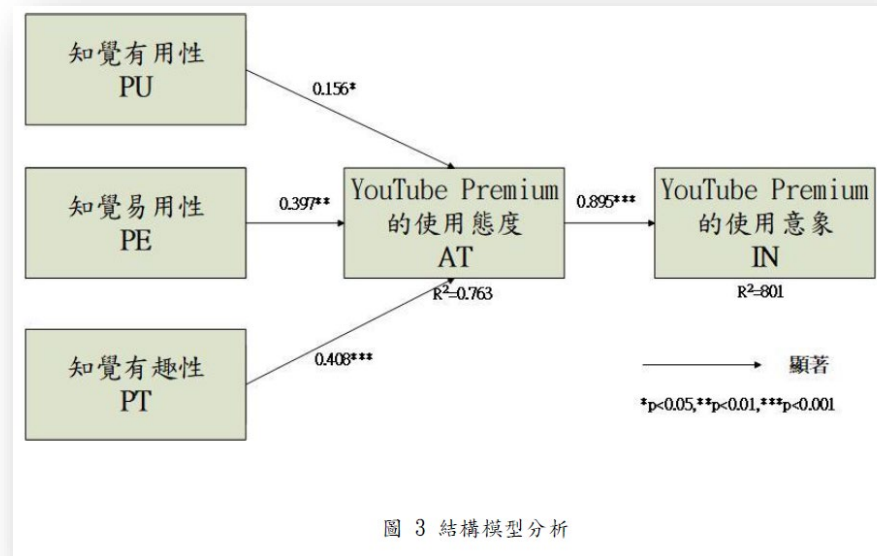 知覺有用性
PU
0.156*
知覺易用性
PE
0.397**
YouTube Premium
的使用態度
AT
R²=0.763
0.895***
YouTube Premium
的使用意象
IN
R²=801
知覺有趣性
PT
0.408***
顯著
*p<0.05,**p<0.01,***p<0.001
圖 3 結構模型分析